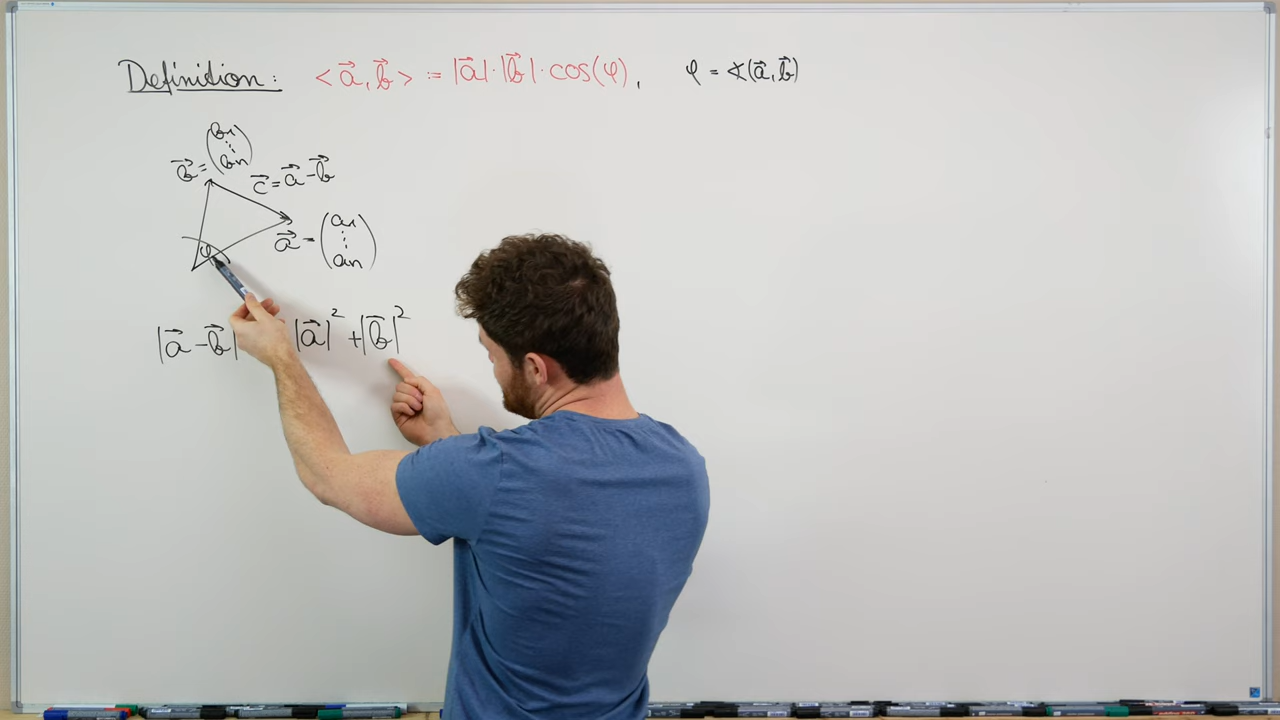 Definition: <a⃗,b⃗> := |a⃗|·|b⃗|·cos(φ), φ = ∢(a⃗,b⃗)
b⃗ = (b1 ⋮ bn)
c⃗ = a⃗ - b⃗
φ
a⃗ = (a1 ⋮ an)
|a⃗ - b⃗| |a⃗|² + |b⃗|²